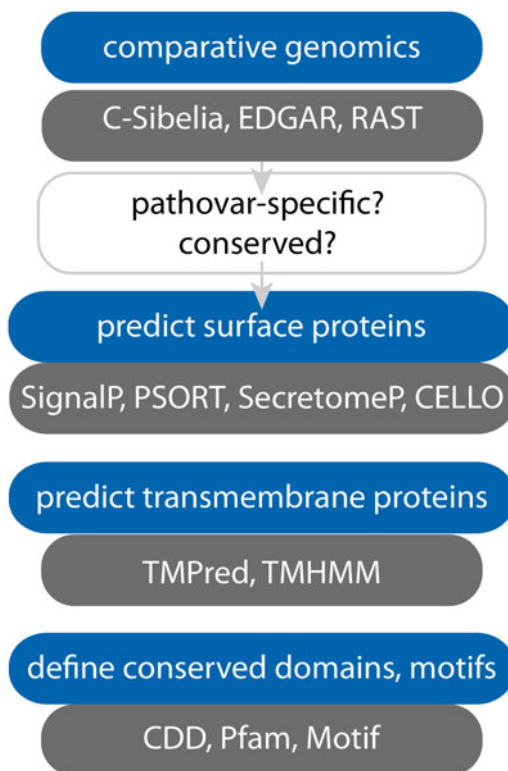 comparative genomics
C-Sibelia, EDGAR, RAST
pathovar-specific?
conserved?
predict surface proteins
SignalP, PSORT, SecretomeP, CELLO
predict transmembrane proteins
TMPred, TMHMM
define conserved domains, motifs
CDD, Pfam, Motif